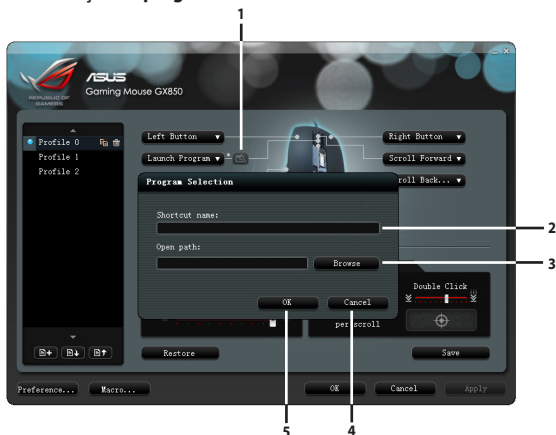 1
ASUS
Gaming Mouse GX850
REPUBLIC OF
GAMERS
Left Button
Right Button
Profile 0
Launch Program
Scroll Forward
Profile 1
Profile 2
Program Selection
roll Back...
Shortcut name:
2
Open path:
Browse
3
Double Click
OK
Cancel
per scroll
Restore
Save
Preference...
Macro...
OK
Cancel
Apply
5
4